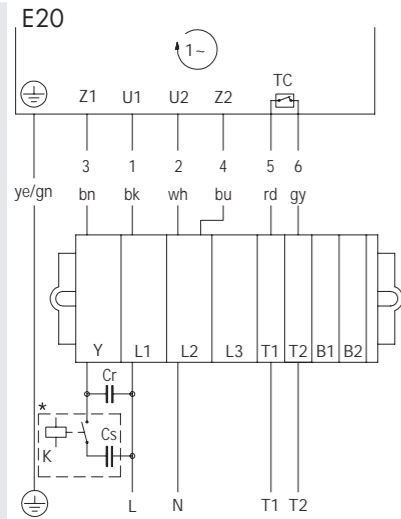 E20
1~
TC
Z1 U1 U2 Z2
3 1 2 4 5 6
ye/gn bn bk wh bu rd gy
Y L1 L2 L3 T1 T2 B1 B2
Cr
*
K Cs
L N T1 T2